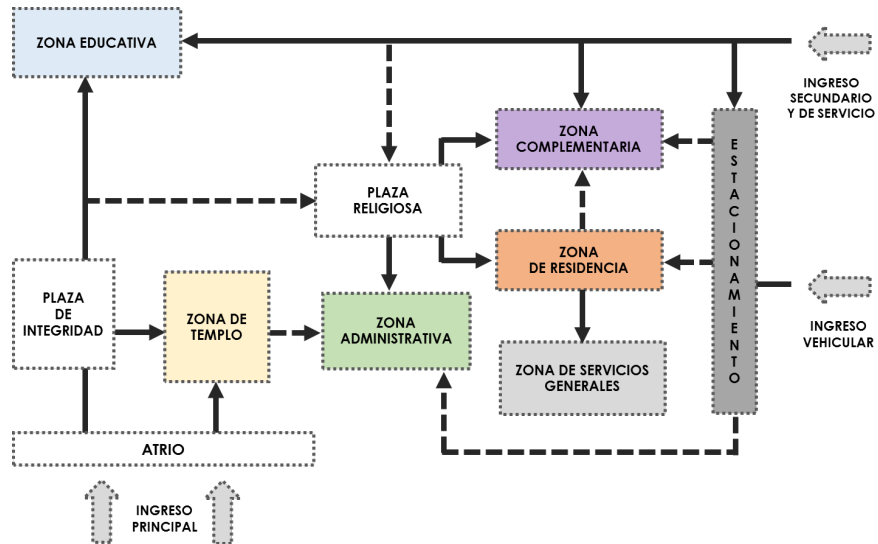 ZONA EDUCATIVA
INGRESO
SECUNDARIO
Y DE SERVICIO
ZONA
COMPLEMENTARIA
ESTACIONAMIENTO
PLAZA
RELIGIOSA
ZONA
DE RESIDENCIA
PLAZA
DE
INTEGRIDAD
ZONA DE
TEMPLO
ZONA
ADMINISTRATIVA
INGRESO
VEHICULAR
ZONA DE SERVICIOS
GENERALES
ATRIO
INGRESO
PRINCIPAL